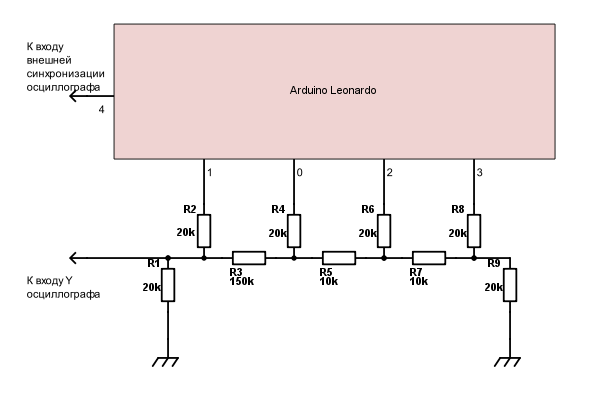 К входу
внешней
синхронизации
осциллографа
Arduino Leonardo
4
1
0
2
3
R2
20k
R4
20k
R6
20k
R8
20k
R1
20k
R3
150k
R5
10k
R7
10k
R9
20k
К входу Y
осциллографа